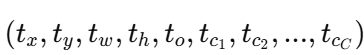 (t_x, t_y, t_w, t_h, t_o, t_{c_1}, t_{c_2}, ..., t_{c_C})